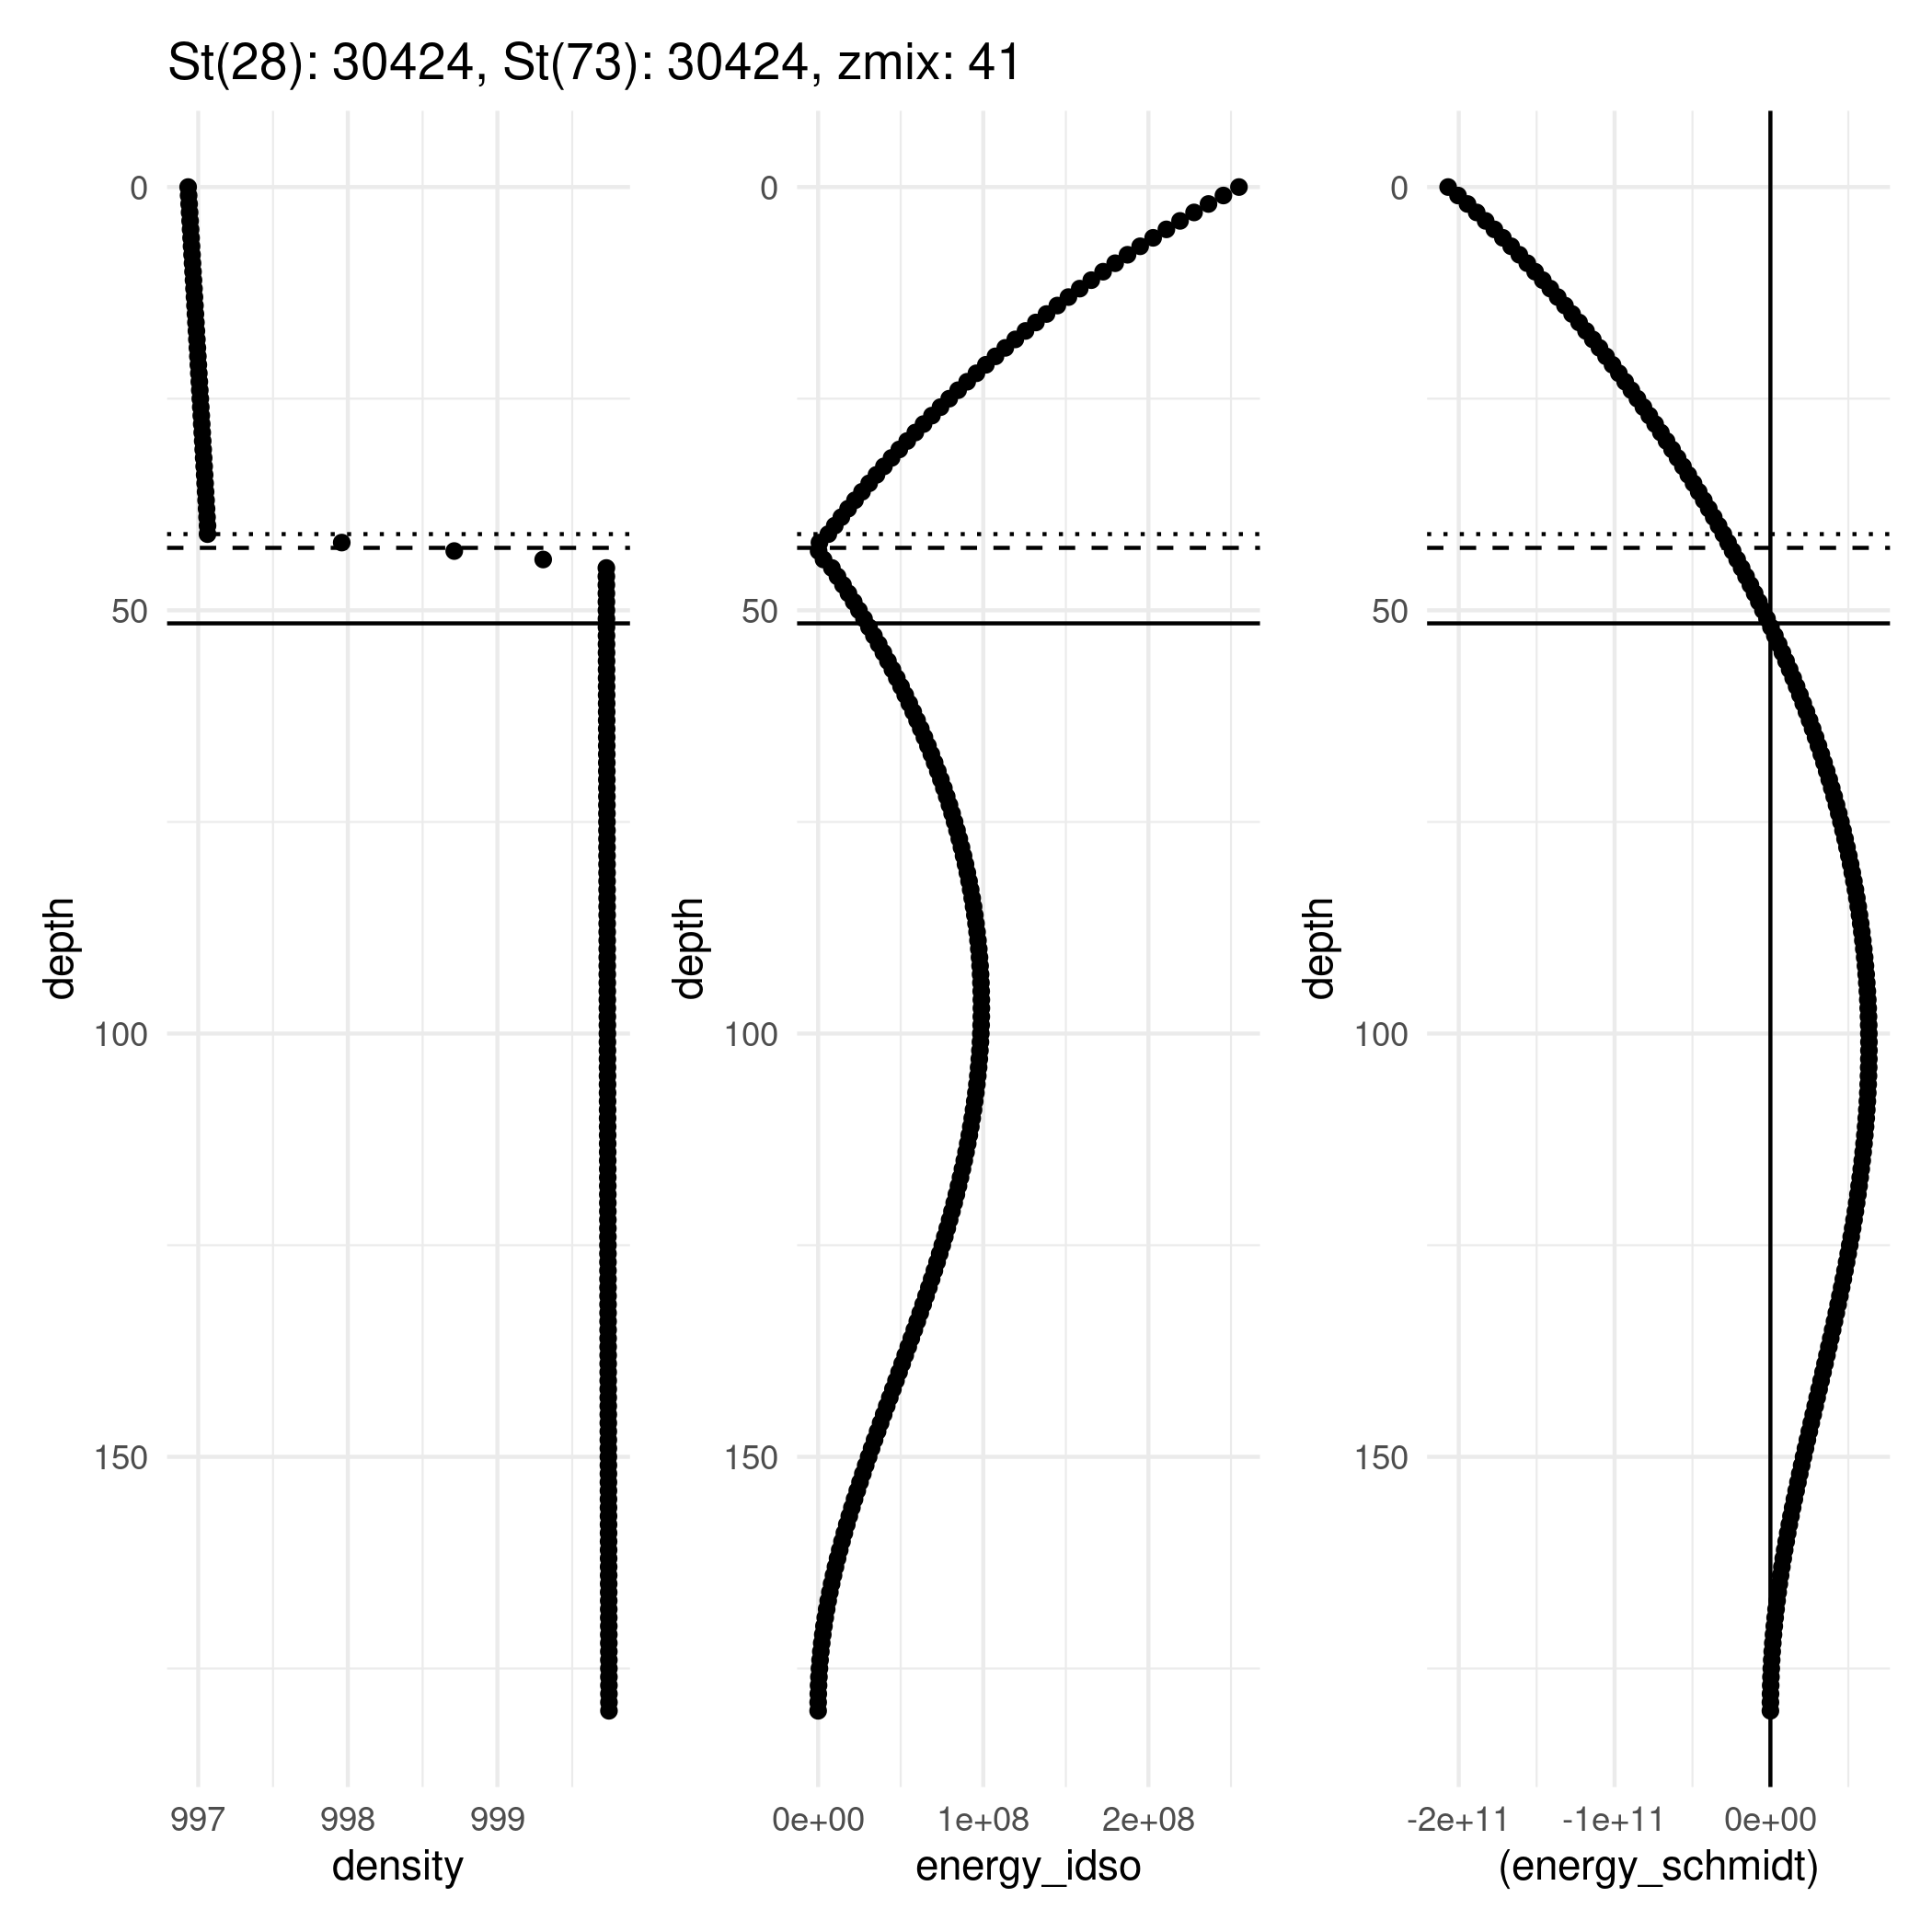 St(28): 30424, St(73): 30424, zmix: 41
0
50
100
150
depth
997 998 999
density
0
50
100
150
depth
0e+00 1e+08 2e+08
energy_idso
0
50
100
150
depth
-2e+11 -1e+11 0e+00
(energy_schmidt)